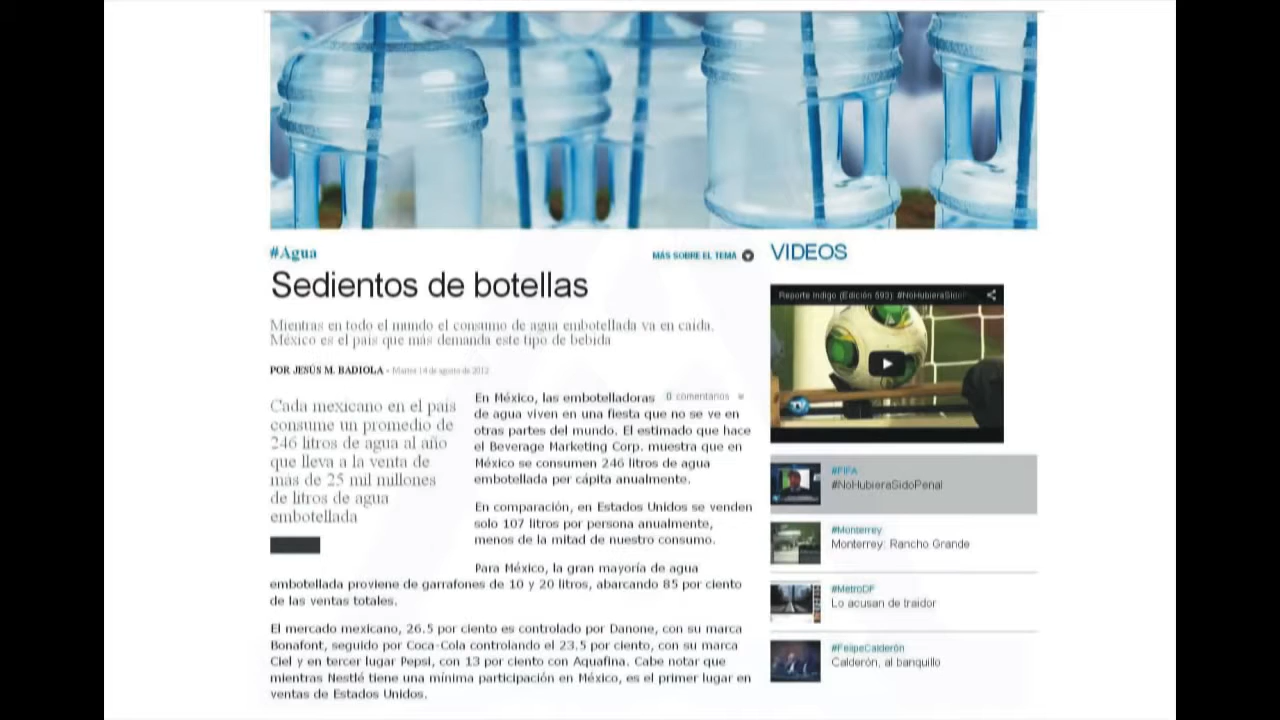 #Agua
MÁS SOBRE EL TEMA
Sedientos de botellas
Mientras en todo el mundo el consumo de agua embotellada va en caída.
México es el país que más demanda este tipo de bebida
POR JESÚS M. BADIOLA - Martes 14 de agosto de 2012
Cada mexicano en el país
consume un promedio de
246 litros de agua al año
que lleva a la venta de
más de 25 mil millones
de litros de agua
embotellada
0 comentarios
En México, las embotelladoras
de agua viven en una fiesta que no se ve en
otras partes del mundo. El estimado que hace
el Beverage Marketing Corp. muestra que en
México se consumen 246 litros de agua
embotellada per cápita anualmente.
En comparación, en Estados Unidos se venden
solo 107 litros por persona anualmente,
menos de la mitad de nuestro consumo.
Para México, la gran mayoría de agua
embotellada proviene de garrafones de 10 y 20 litros, abarcando 85 por ciento
de las ventas totales.
El mercado mexicano, 26.5 por ciento es controlado por Danone, con su marca
Bonafont, seguido por Coca-Cola controlando el 23.5 por ciento, con su marca
Ciel y en tercer lugar Pepsi, con 13 por ciento con Aquafina. Cabe notar que
mientras Nestlé tiene una mínima participación en México, es el primer lugar en
ventas de Estados Unidos.
VIDEOS
Reporte Indigo (Edición 593): #NoHubieraSidoP
#FIFA
#NoHubieraSidoPenal
#Monterrey
Monterrey: Rancho Grande
#MetroDF
Lo acusan de traidor
#FelipeCalderón
Calderón, al banquillo